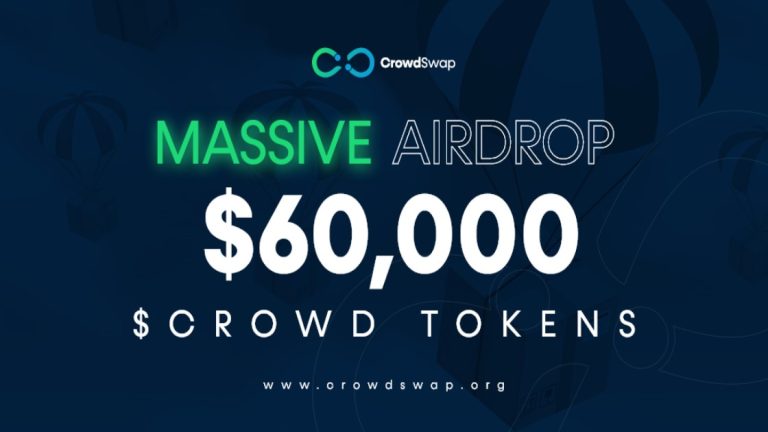 CrowdSwap
MASSIVE AIRDROP
$60,000
$CROWD TOKENS
www.crowdswap.org